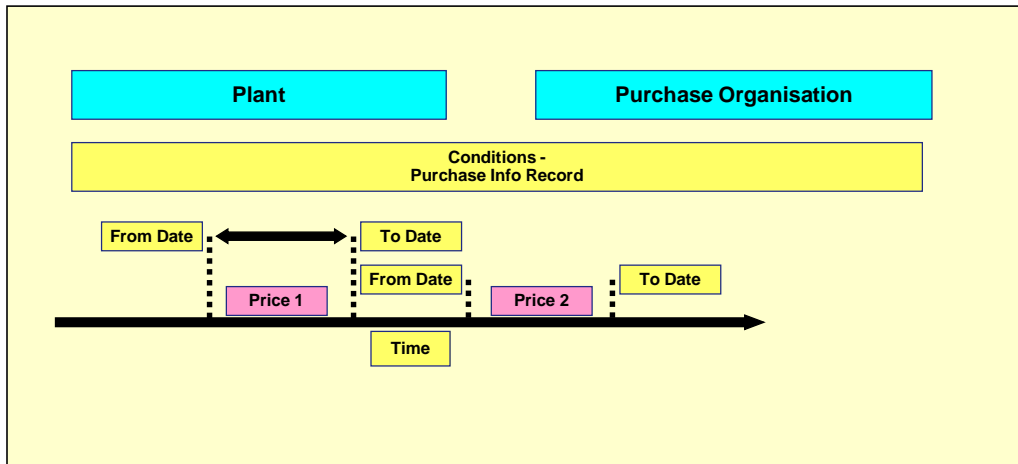 Plant
Purchase Organisation
Conditions -
Purchase Info Record
From Date
To Date
From Date
To Date
Price 1
Price 2
Time